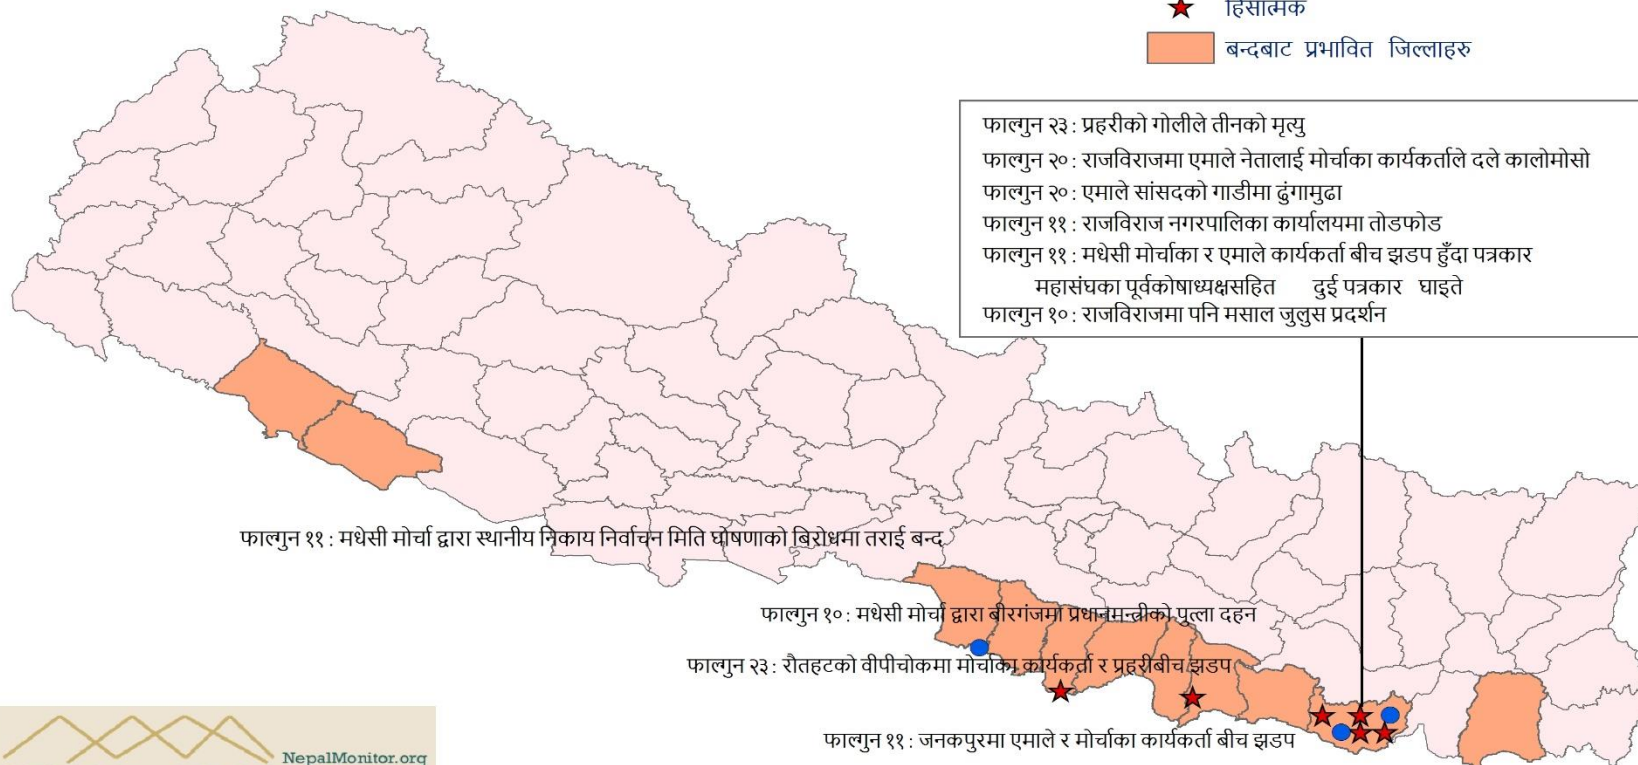 हिंसात्मक
बन्दबाट प्रभावित जिल्लाहरु
फाल्गुन २३ : प्रहरीको गोलीले तीनको मृत्यु
फाल्गुन २० : राजविराजमा एमाले नेतालाई मोर्चाका कार्यकर्ताले दले कालोमोसो
फाल्गुन २० : एमाले सांसदको गाडीमा ढुंगामुढा
फाल्गुन ११ : राजविराज नगरपालिका कार्यालयमा तोडफोड
फाल्गुन ११ : मधेसी मोर्चाका र एमाले कार्यकर्ता बीच झडप हुँदा पत्रकार
महासंघका पूर्वकोषाध्यक्षसहित दुई पत्रकार घाइते
फाल्गुन १० : राजविराजमा पनि मसाल जुलुस प्रदर्शन
फाल्गुन ११ : मधेसी मोर्चा द्वारा स्थानीय निकाय निर्वाचन मिति घोषणाको बिरोधमा तराई बन्द
फाल्गुन १० : मधेसी मोर्चा द्वारा बीरगंजमा प्रधानमन्त्रीको पुत्ला दहन
फाल्गुन २३ : रौतहटको वीपीचोकमा मोर्चाका कार्यकर्ता र प्रहरीबीच झडप
फाल्गुन ११ : जनकपुरमा एमाले र मोर्चाका कार्यकर्ता बीच झडप
NepalMonitor.org